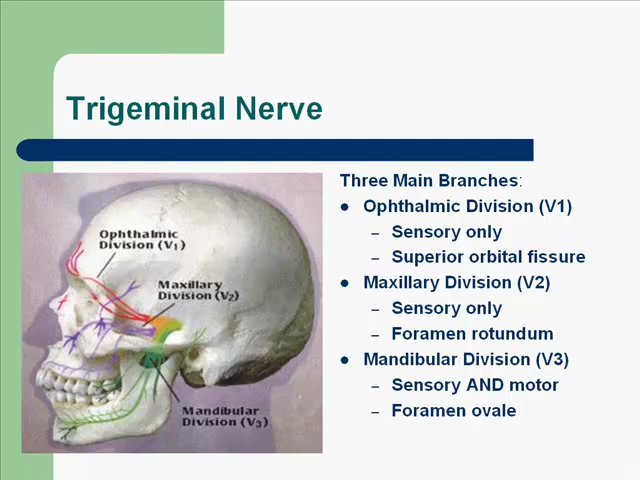 Trigeminal Nerve
Ophthalmic
Division (V₁)
Maxillary
Division (V₂)
Mandibular
Division (V₃)
Three Main Branches:
● Ophthalmic Division (V1)
– Sensory only
– Superior orbital fissure
● Maxillary Division (V2)
– Sensory only
– Foramen rotundum
● Mandibular Division (V3)
– Sensory AND motor
– Foramen ovale